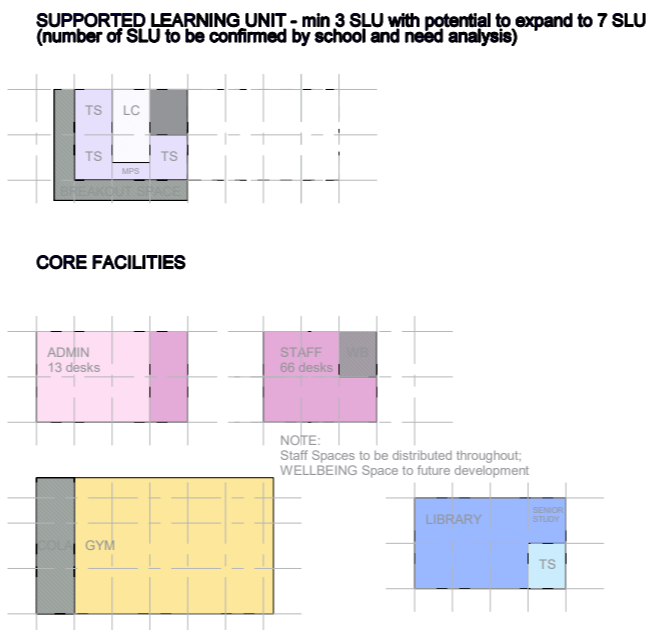 SUPPORTED LEARNING UNIT - min 3 SLU with potential to expand to 7 SLU
(number of SLU to be confirmed by school and need analysis)
TS LC
TS TS
MPS
BREAKOUT SPACE
CORE FACILITIES
ADMIN
13 desks
STAFF
66 desks
WB
NOTE:
Staff Spaces to be distributed throughout;
WELLBEING Space to future development
COLA
GYM
LIBRARY
SENIOR
STUDY
TS